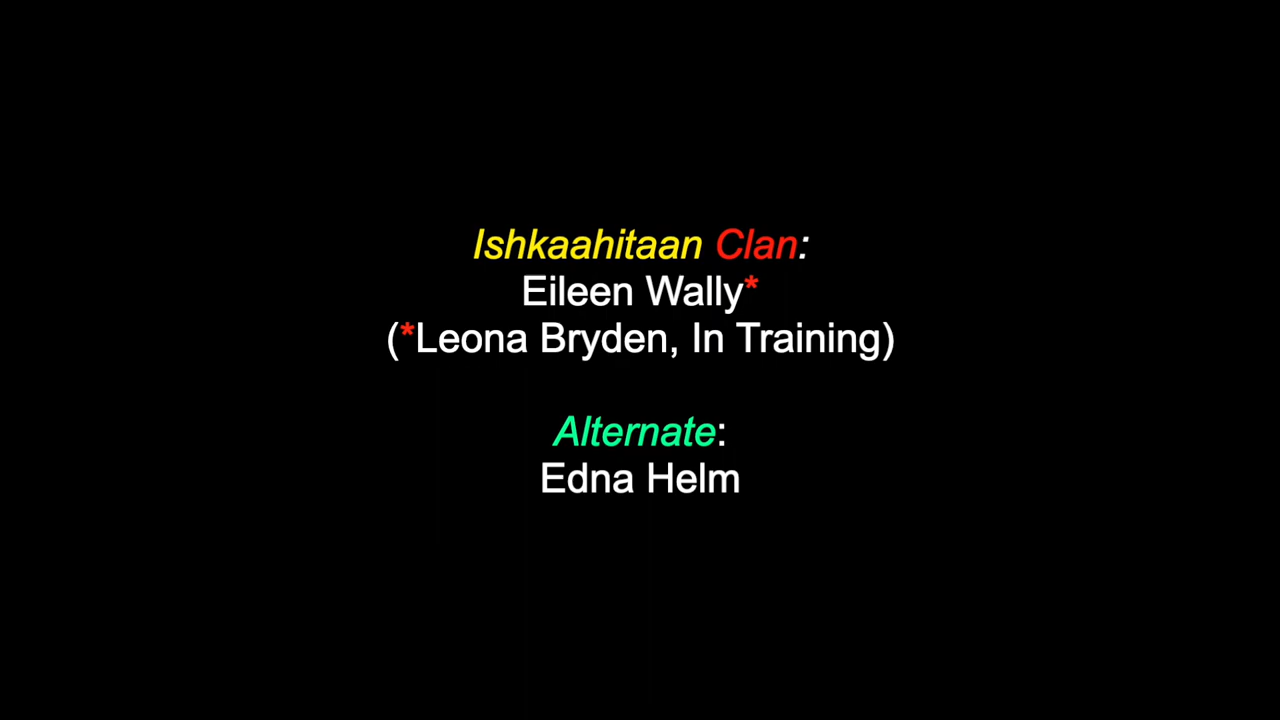 Ishkaahitaan Clan:
Eileen Wally*
(*Leona Bryden, In Training)
Alternate:
Edna Helm